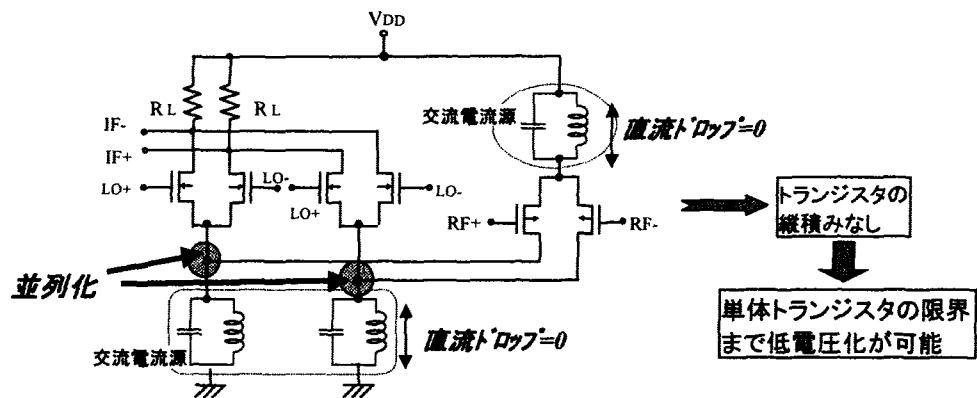 VDD
RL
RL
交流電流源
直流ドロップ=0
IF-
IF+
LO+
LO-
LO+
LO-
RF+
RF-
トランジスタの
縦積みなし
並列化
単体トランジスタの限界
まで低電圧化が可能
交流電流源
直流ドロップ=0